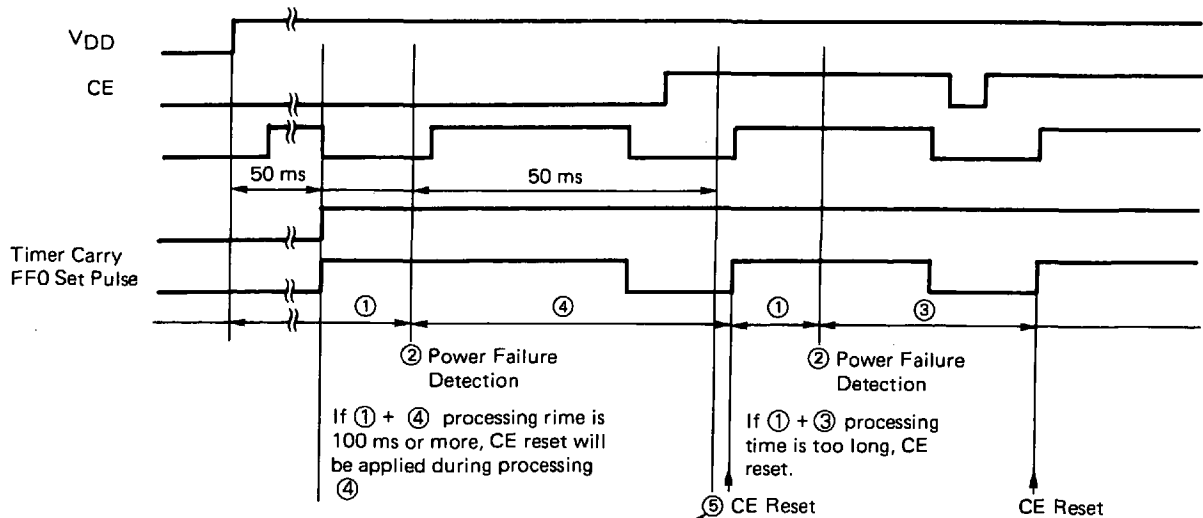 VDD
CE
50 ms
50 ms
Timer Carry
FF0 Set Pulse
①
④
①
③
② Power Failure
Detection
② Power Failure
Detection
If ① + ④ processing rime is
100 ms or more, CE reset will
be applied during processing
④
If ① + ③ processing
time is too long, CE
reset.
⑤ CE Reset
CE Reset